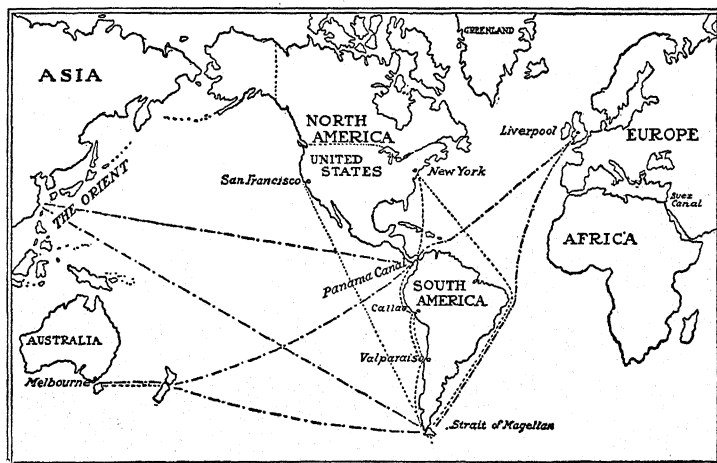 GREENLAND
ASIA
NORTH
AMERICA
Liverpool
EUROPE
UNITED
STATES
New York
San Francisco
THE ORIENT
Suez
Canal
AFRICA
Panama Canal
SOUTH
AMERICA
Callao
AUSTRALIA
Valparaiso
Melbourne
Strait of Magellan